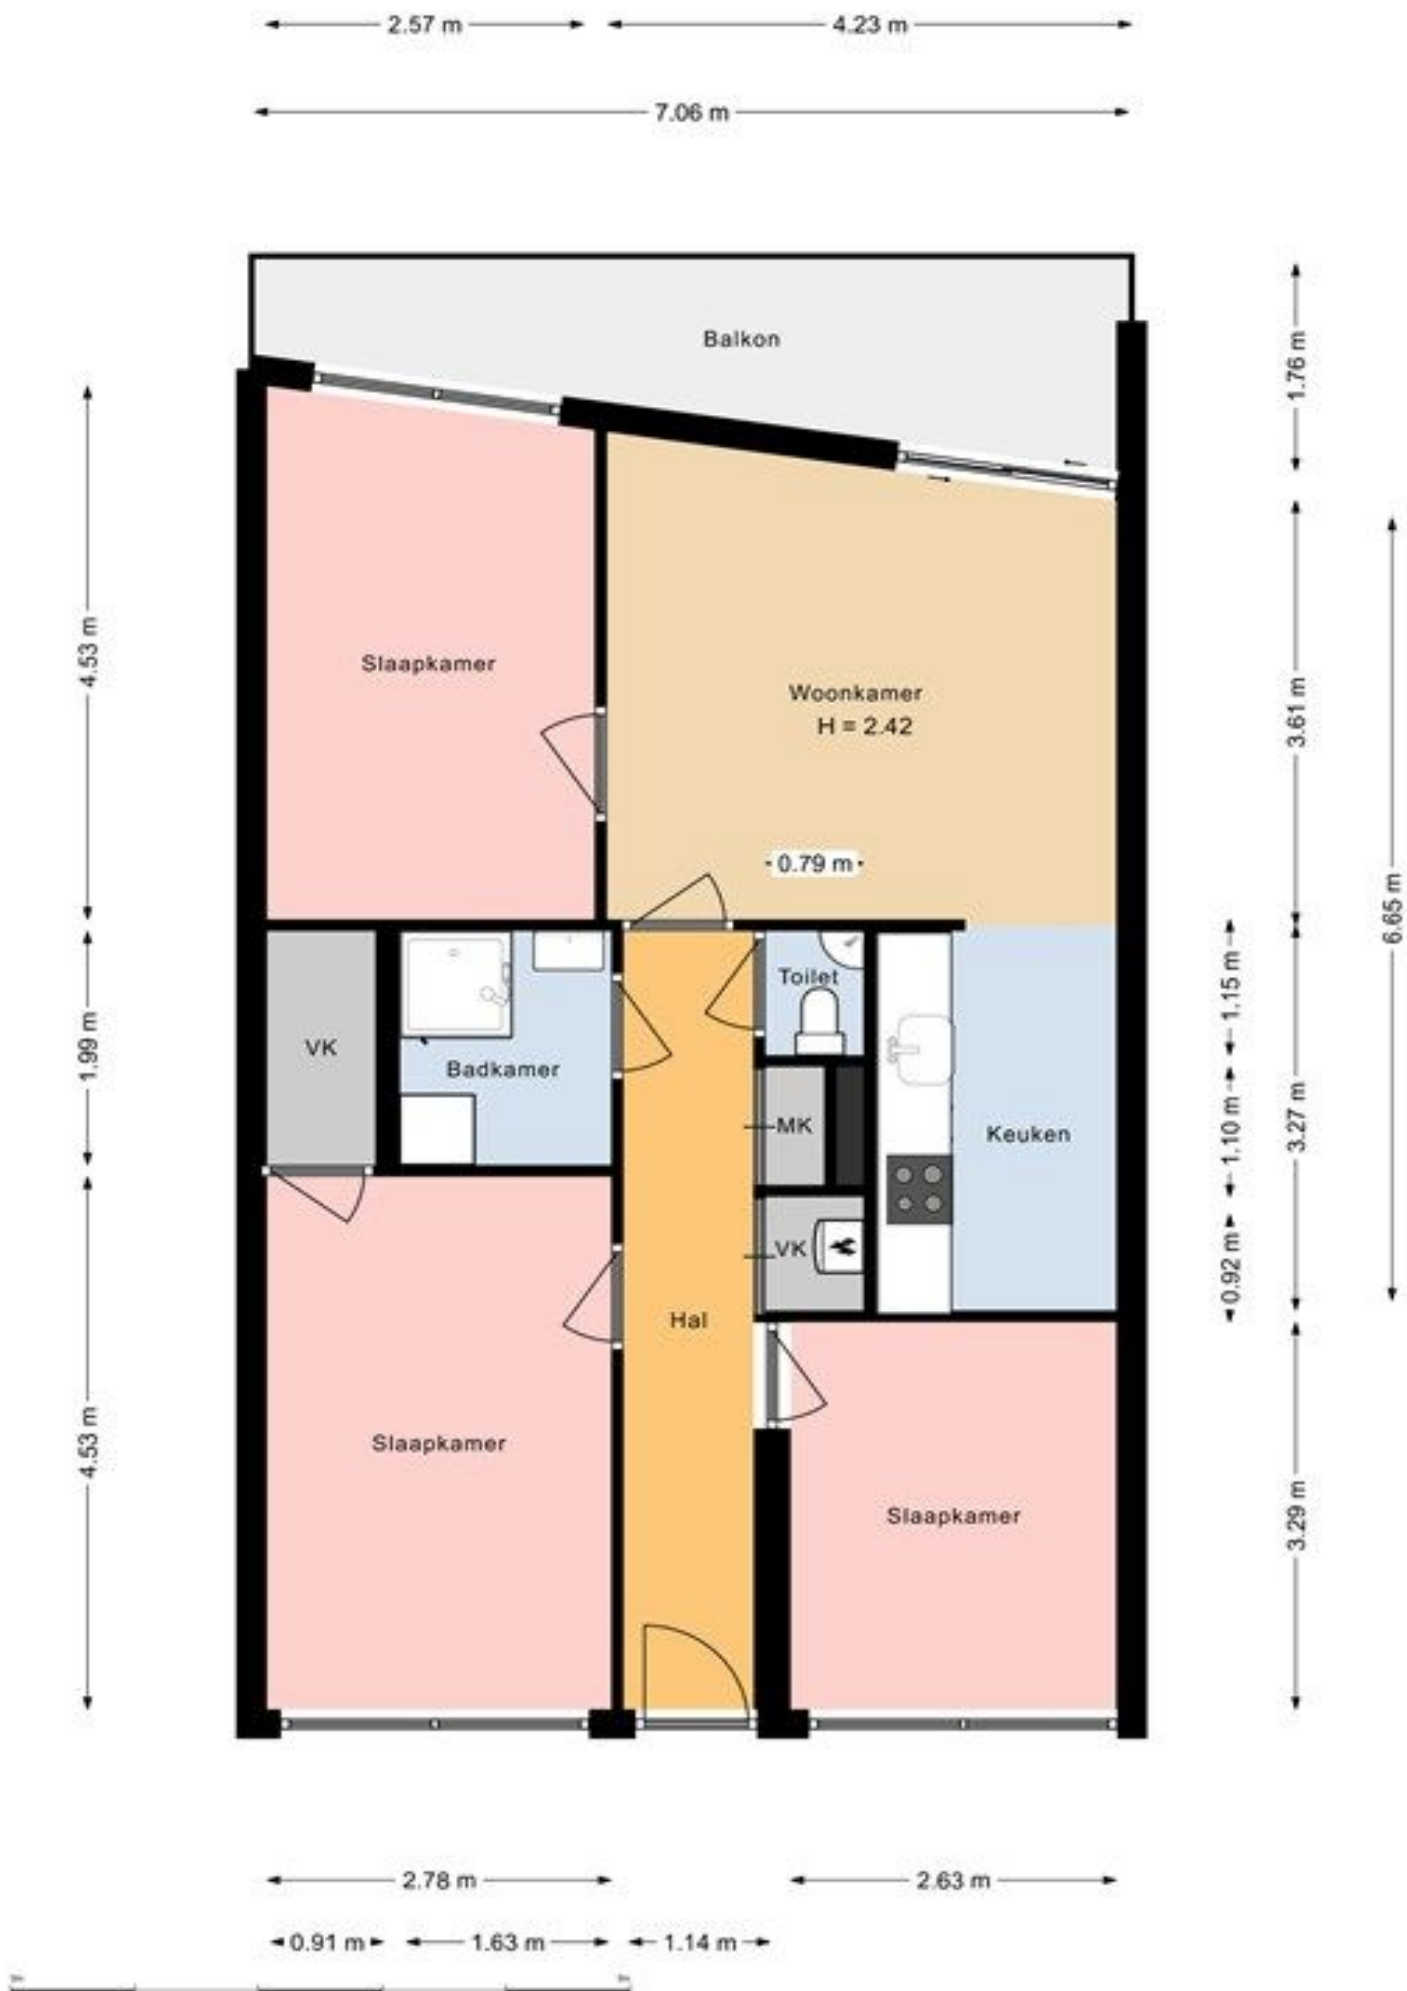 2.57 m
4.23 m
7.06 m
Balkon
1.76 m
4.53 m
Slaapkamer
Woonkamer
H = 2.42
3.61 m
0.79 m
6.65 m
1.99 m
VK
Badkamer
Toilet
1.15 m
MK
Keuken
1.10 m
3.27 m
VK
0.92 m
Hal
4.53 m
Slaapkamer
Slaapkamer
3.29 m
2.78 m
2.63 m
0.91 m
1.63 m
1.14 m